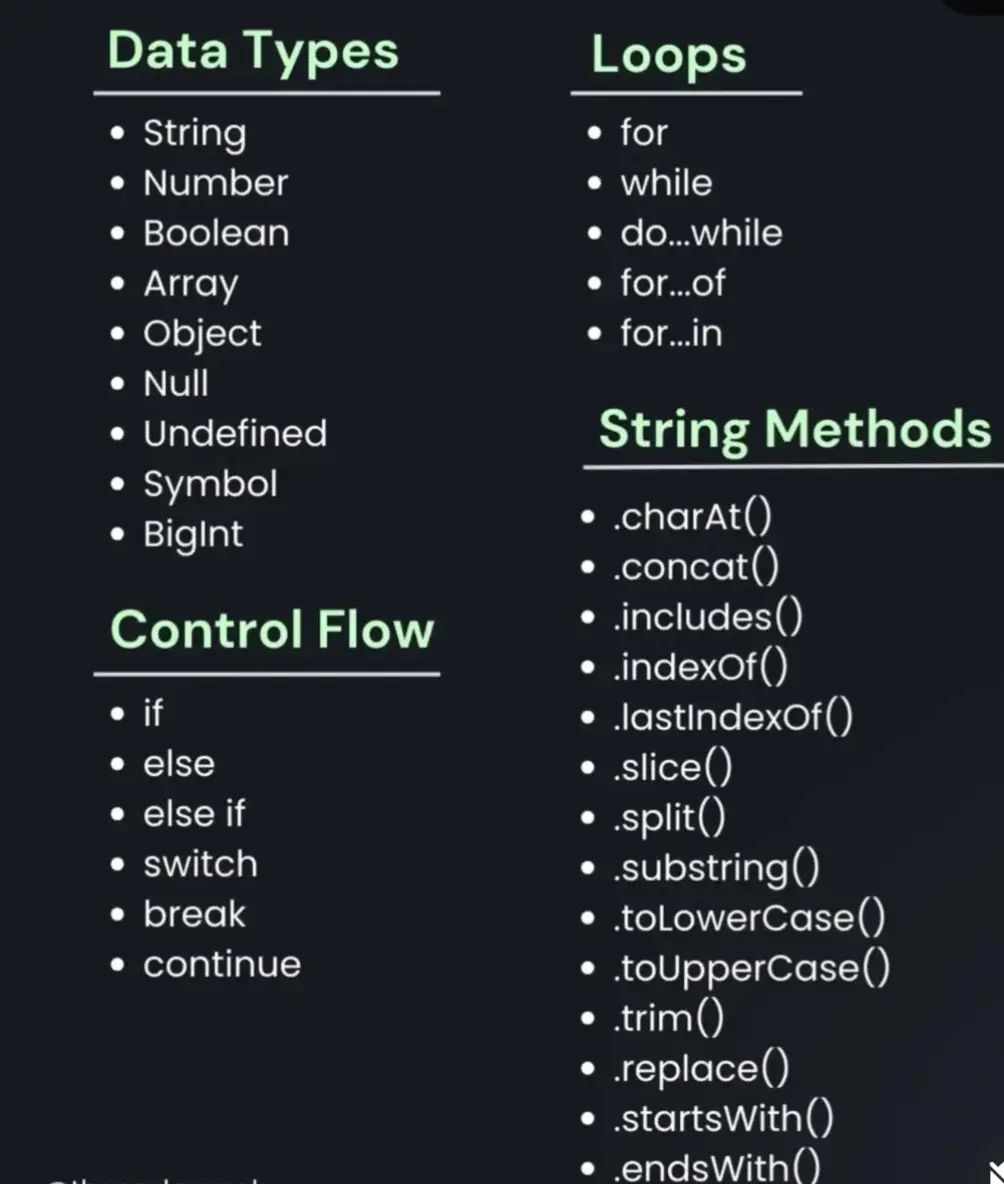 Data Types
• String
• Number
• Boolean
• Array
• Object
• Null
• Undefined
• Symbol
• BigInt
Control Flow
• if
• else
• else if
• switch
• break
• continue
Loops
• for
• while
• do...while
• for...of
• for...in
String Methods
• .charAt()
• .concat()
• .includes()
• .indexOf()
• .lastIndexOf()
• .slice()
• .split()
• .substring()
• .toLowerCase()
• .toUpperCase()
• .trim()
• .replace()
• .startsWith()
• .endsWith()